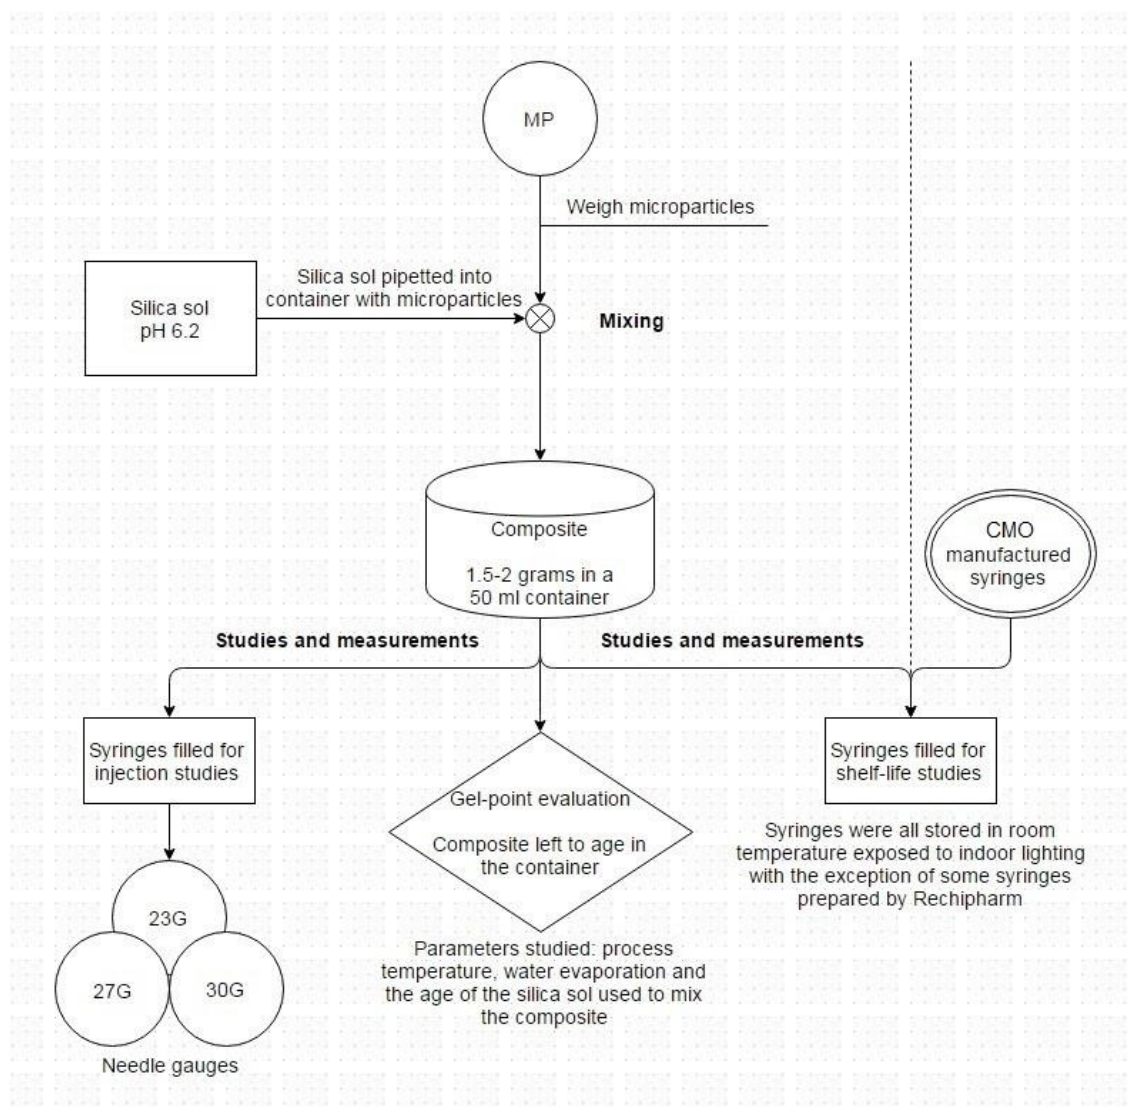 MP
Weigh microparticles
Silica sol pipetted into
container with microparticles
Silica sol
pH 6.2
Mixing
Composite
1.5-2 grams in a
50 ml container
CMO
manufactured
syringes
Studies and measurements
Studies and measurements
Syringes filled for
injection studies
Gel-point evaluation
Composite left to age in
the container
Syringes filled for
shelf-life studies
Syringes were all stored in room
temperature exposed to indoor lighting
with the exception of some syringes
prepared by Rechipharm
23G
27G
30G
Needle gauges
Parameters studied: process
temperature, water evaporation and
the age of the silica sol used to mix
the composite